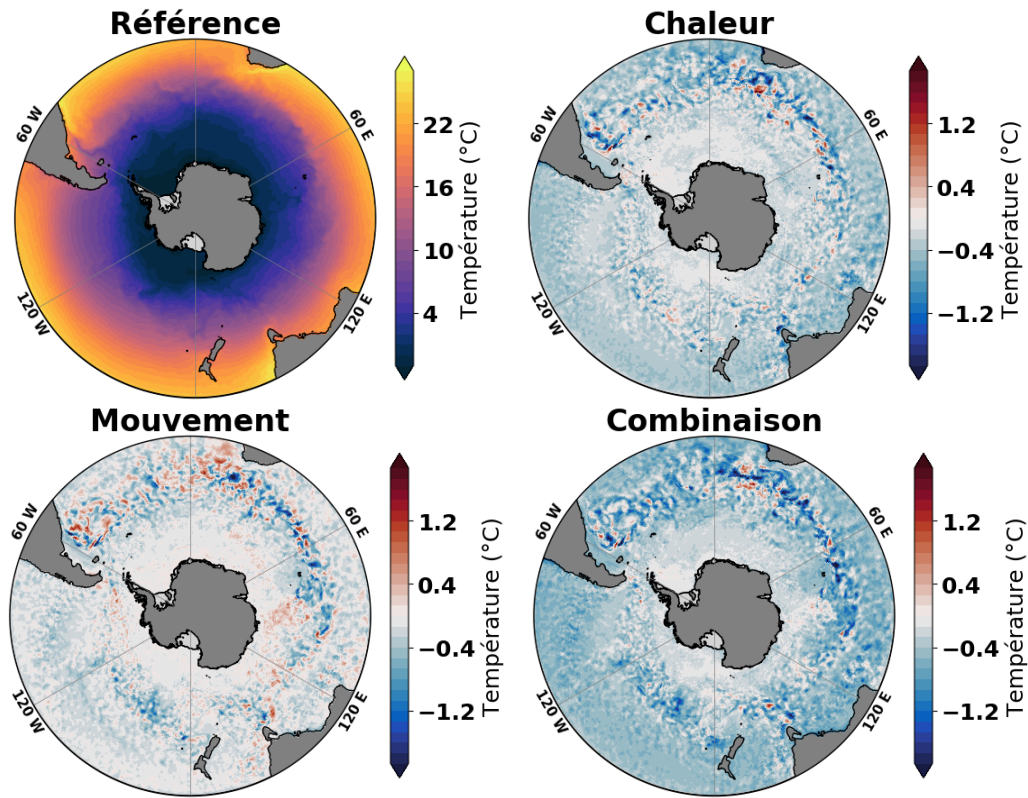 Référence
60 W
60 E
120 W
120 E
22
16
10
4
Température (°C)
Chaleur
60 W
60 E
120 W
120 E
1.2
0.4
−0.4
−1.2
Température (°C)
Mouvement
60 W
60 E
120 W
120 E
1.2
0.4
−0.4
−1.2
Température (°C)
Combinaison
60 W
60 E
120 W
120 E
1.2
0.4
−0.4
−1.2
Température (°C)